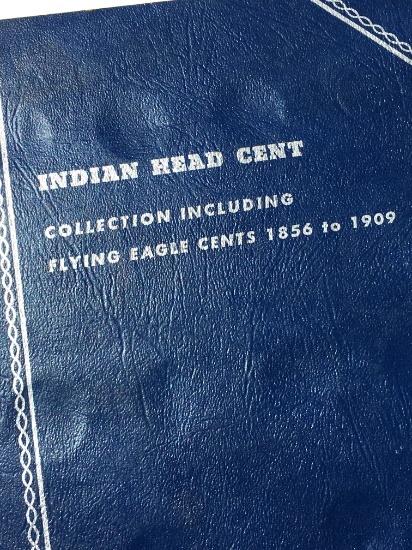 INDIAN HEAD CENT
COLLECTION INCLUDING
FLYING EAGLE CENTS 1856 to 1909